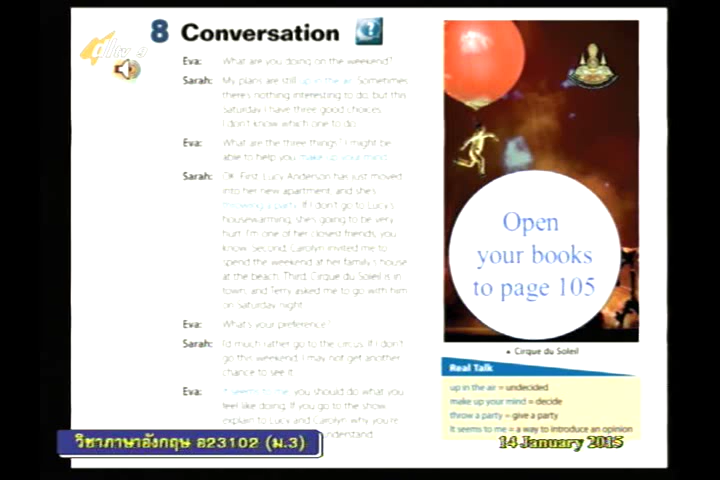 8 Conversation
Eva: What are you doing on the weekend?
Sarah: My plans are still up in the air. Sometimes
there's nothing interesting to do, but this
Saturday I have three good choices.
I don't know which one to do.
Eva: What are the three things? I might be
able to help you make up your mind.
Sarah: OK. First, Lucy Anderson has just moved
into her new apartment, and she's
throwing a party. If I don't go to Lucy's
housewarming, she's going to be very
hurt. I'm one of her closest friends, you
know. Second, Carolyn invited me to
spend the weekend at her family's house
at the beach. Third, Cirque du Soleil is in
town, and Terry asked me to go with him
on Saturday night.
Eva: What's your preference?
Sarah: I'd much rather go to the circus. If I don't
go this weekend, I may not get another
chance to see it.
Eva: It seems to me, you should do what you
feel like doing. If you go to the show,
explain to Lucy and Carolyn why you're
understand.
Open
your books
to page 105
Cirque du Soleil
Real Talk
up in the air = undecided
make up your mind = decide
throw a party = give a party
It seems to me = a way to introduce an opinion
วิชาภาษาอังกฤษ อ23102 (ม.3)
14 January 2015